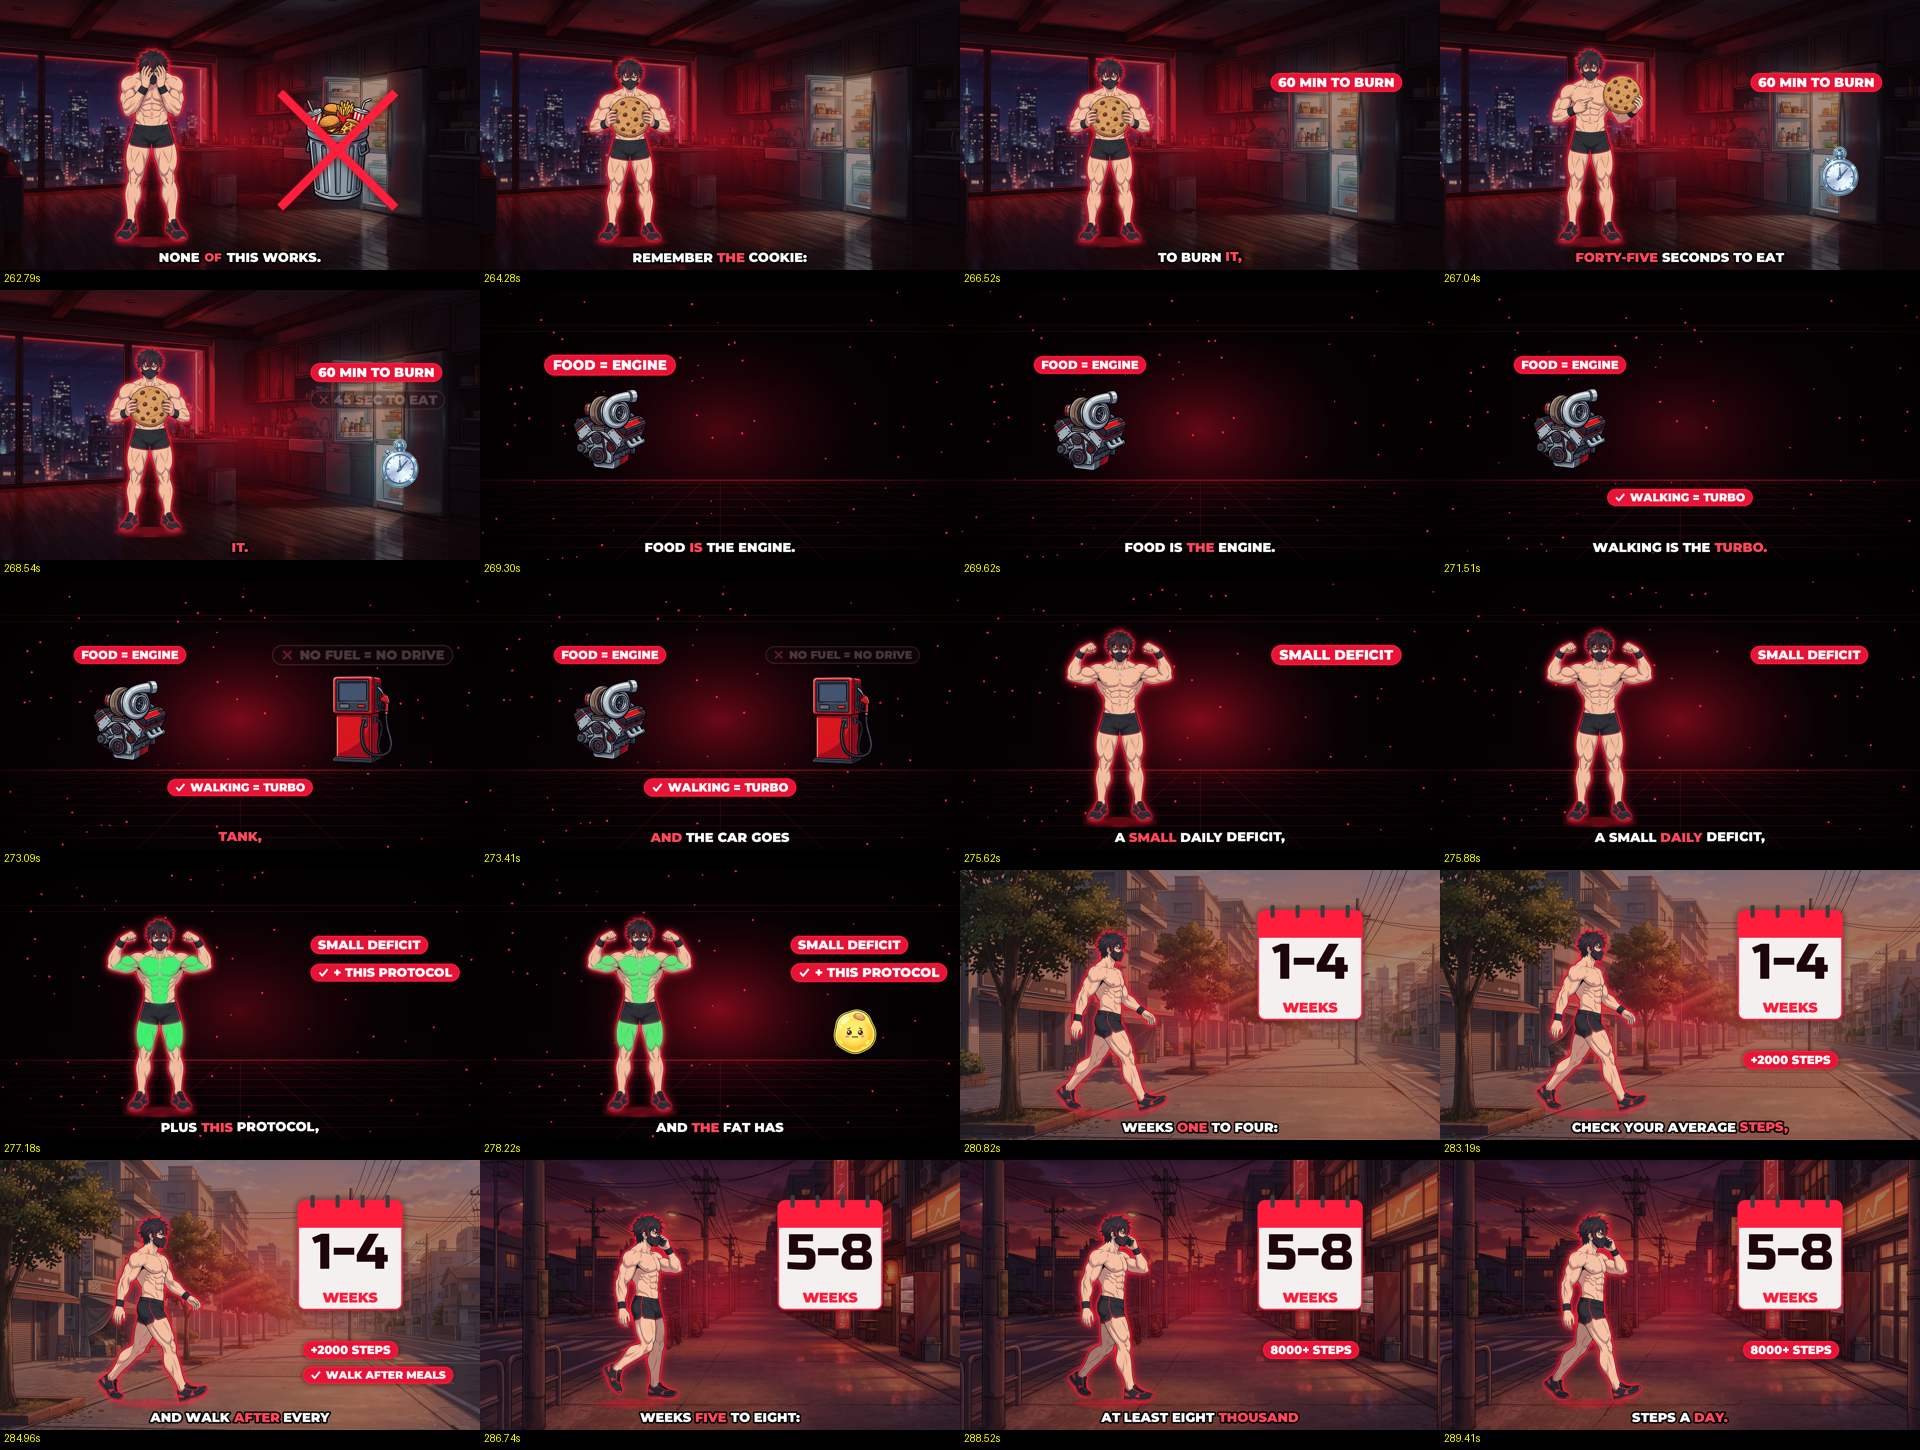 NONE OF THIS WORKS.
262.79s
REMEMBER THE COOKIE:
264.28s
60 MIN TO BURN
TO BURN IT,
266.52s
60 MIN TO BURN
FORTY-FIVE SECONDS TO EAT
267.04s
60 MIN TO BURN
× 45 SEC TO EAT
IT.
268.54s
FOOD = ENGINE
FOOD IS THE ENGINE.
269.30s
FOOD = ENGINE
FOOD IS THE ENGINE.
269.62s
FOOD = ENGINE
✓ WALKING = TURBO
WALKING IS THE TURBO.
271.51s
FOOD = ENGINE
× NO FUEL = NO DRIVE
✓ WALKING = TURBO
TANK,
273.09s
FOOD = ENGINE
× NO FUEL = NO DRIVE
✓ WALKING = TURBO
AND THE CAR GOES
273.41s
SMALL DEFICIT
A SMALL DAILY DEFICIT,
275.62s
SMALL DEFICIT
A SMALL DAILY DEFICIT,
275.88s
SMALL DEFICIT
✓ + THIS PROTOCOL
PLUS THIS PROTOCOL,
277.18s
SMALL DEFICIT
✓ + THIS PROTOCOL
AND THE FAT HAS
278.22s
1-4
WEEKS
WEEKS ONE TO FOUR:
280.82s
1-4
WEEKS
+2000 STEPS
CHECK YOUR AVERAGE STEPS,
283.19s
1-4
WEEKS
+2000 STEPS
✓ WALK AFTER MEALS
AND WALK AFTER EVERY
284.96s
5-8
WEEKS
WEEKS FIVE TO EIGHT:
286.74s
5-8
WEEKS
8000+ STEPS
AT LEAST EIGHT THOUSAND
288.52s
5-8
WEEKS
8000+ STEPS
STEPS A DAY.
289.41s